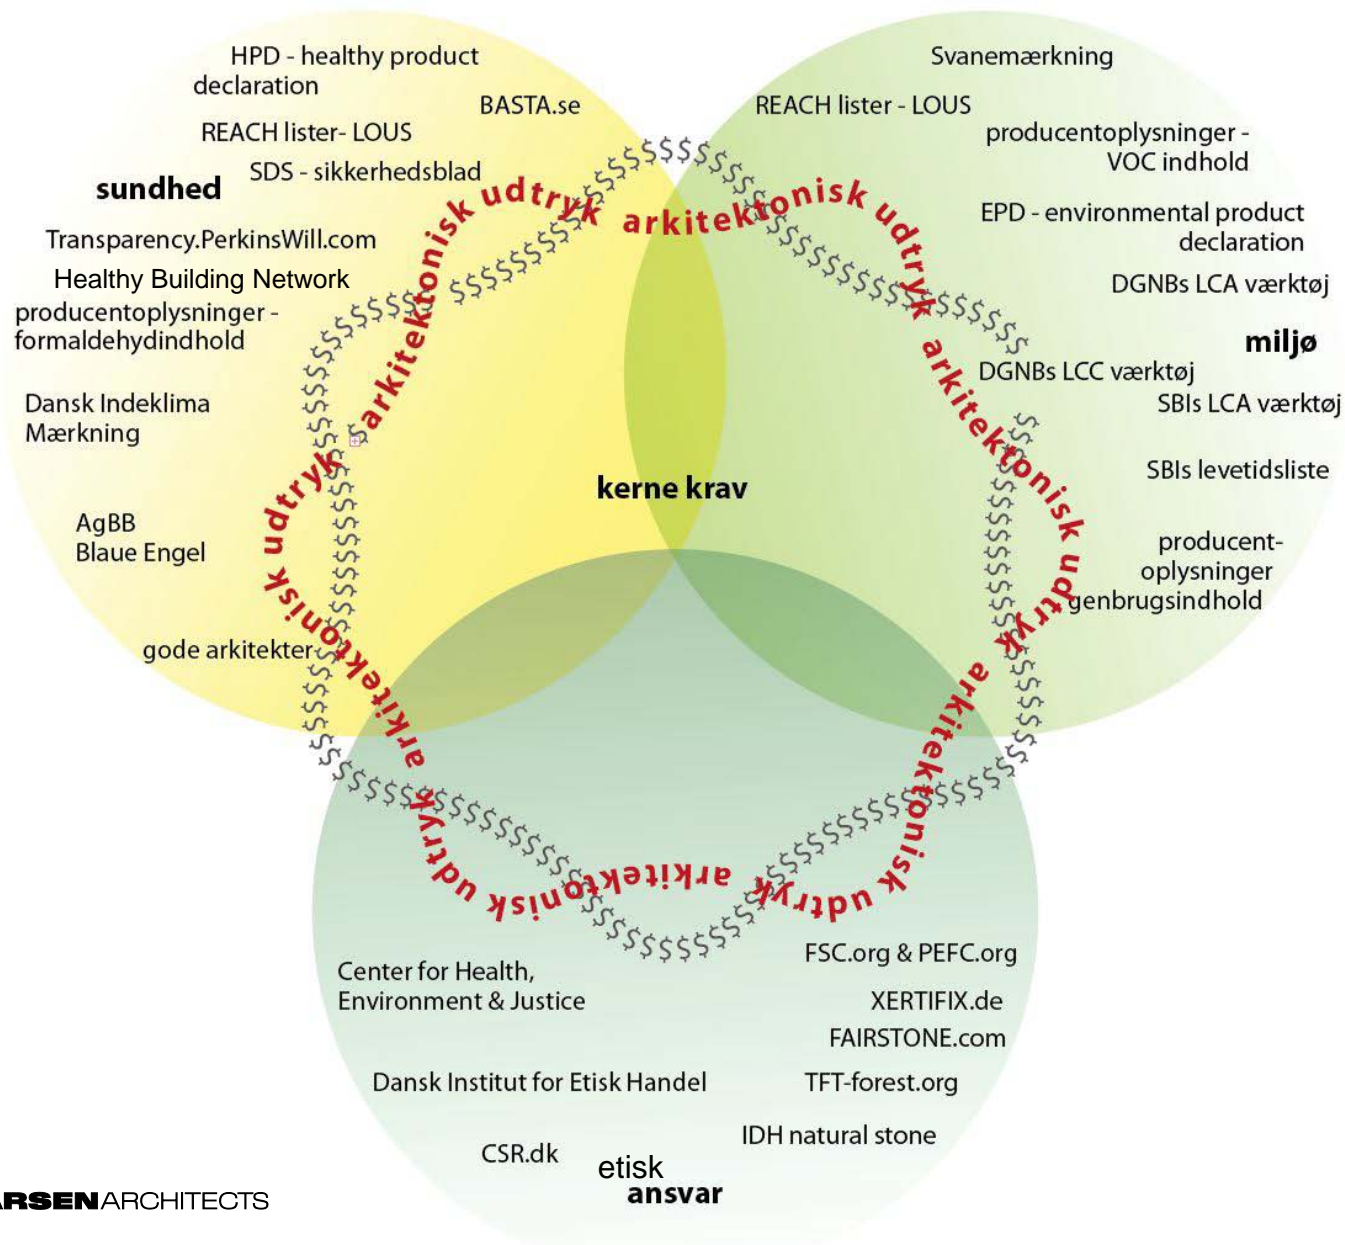 HPD - healthy product
declaration
BASTA.se
REACH lister- LOUS
SDS - sikkerhedsblad
sundhed
Transparency.PerkinsWill.com
Healthy Building Network
producentoplysninger -
formaldehydindhold
Dansk Indeklima
Mærkning
AgBB
Blaue Engel
gode arkitekter
Svanemærkning
REACH lister - LOUS
producentoplysninger -
VOC indhold
EPD - environmental product
declaration
DGNBs LCA værktøj
miljø
DGNBs LCC værktøj
SBIs LCA værktøj
SBIs levetidsliste
producent-
oplysninger
genbrugsindhold
kerne krav
arkitektonisk udtryk arkitektonisk udtryk arkitektonisk udtryk arkitektonisk udtryk arkitektonisk udtryk arkitektonisk udtryk
Center for Health,
Environment & Justice
Dansk Institut for Etisk Handel
CSR.dk
FSC.org & PEFC.org
XERTIFIX.de
FAIRSTONE.com
TFT-forest.org
IDH natural stone
etisk
ansvar
ARSENARCHITECTS